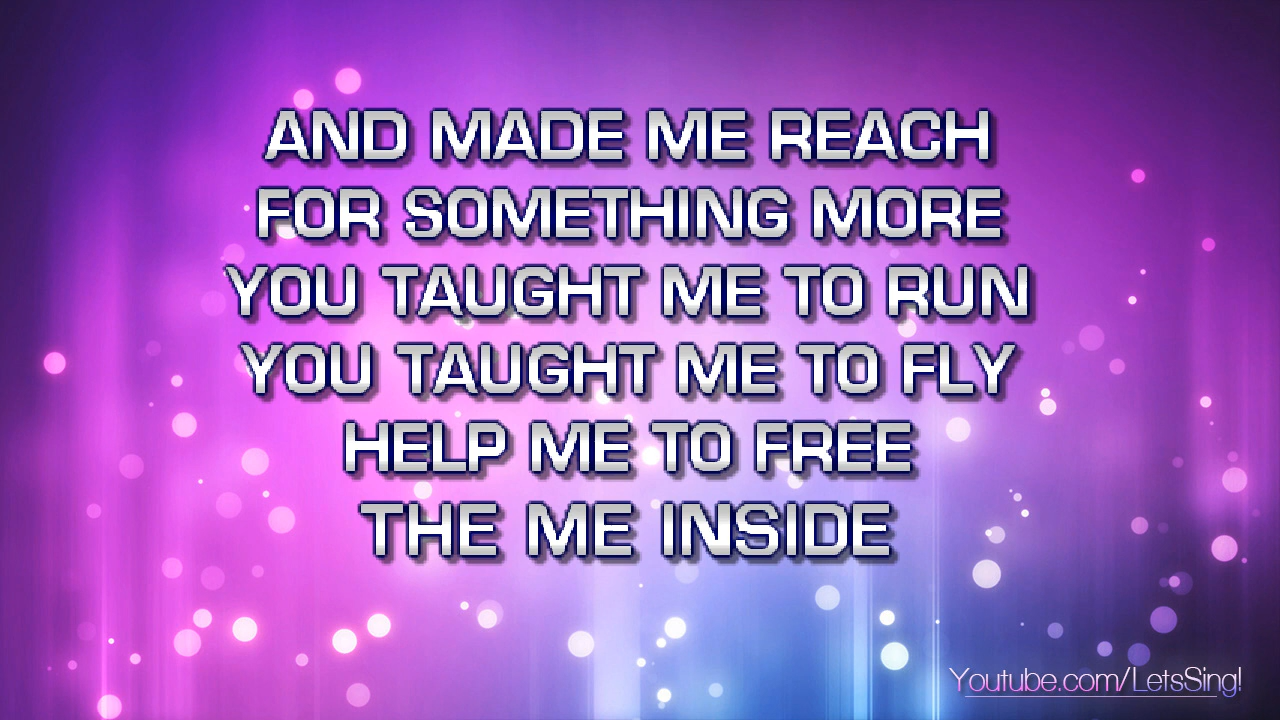 AND MADE ME REACH
FOR SOMETHING MORE
YOU TAUGHT ME TO RUN
YOU TAUGHT ME TO FLY
HELP ME TO FREE
THE ME INSIDE
Youtube.com/LetsSing!